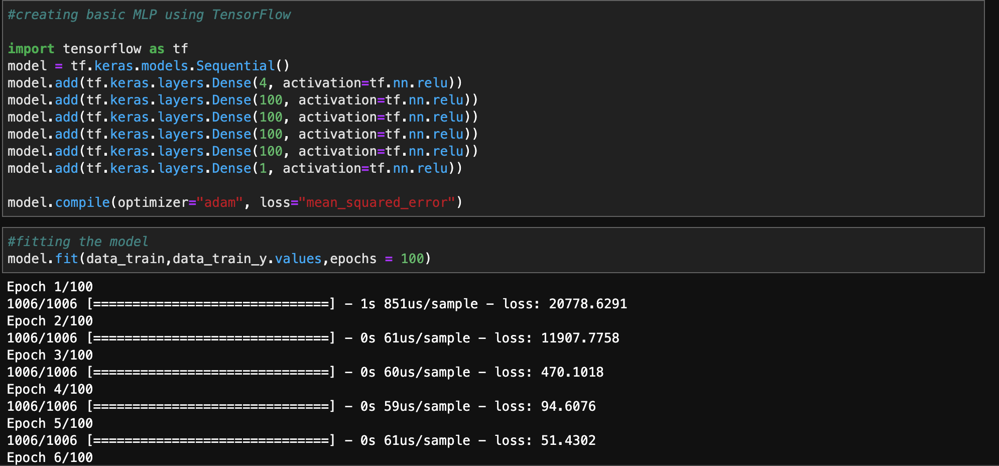 #creating basic MLP using TensorFlow
import tensorflow as tf
model = tf.keras.models.Sequential()
model.add(tf.keras.layers.Dense(4, activation=tf.nn.relu))
model.add(tf.keras.layers.Dense(100, activation=tf.nn.relu))
model.add(tf.keras.layers.Dense(100, activation=tf.nn.relu))
model.add(tf.keras.layers.Dense(100, activation=tf.nn.relu))
model.add(tf.keras.layers.Dense(100, activation=tf.nn.relu))
model.add(tf.keras.layers.Dense(1, activation=tf.nn.relu))
model.compile(optimizer="adam", loss="mean_squared_error")
#fitting the model
model.fit(data_train,data_train_y.values,epochs = 100)
Epoch 1/100
1006/1006 [==============================] - 1s 851us/sample - loss: 20778.6291
Epoch 2/100
1006/1006 [==============================] - 0s 61us/sample - loss: 11907.7758
Epoch 3/100
1006/1006 [==============================] - 0s 60us/sample - loss: 470.1018
Epoch 4/100
1006/1006 [==============================] - 0s 59us/sample - loss: 94.6076
Epoch 5/100
1006/1006 [==============================] - 0s 61us/sample - loss: 51.4302
Epoch 6/100